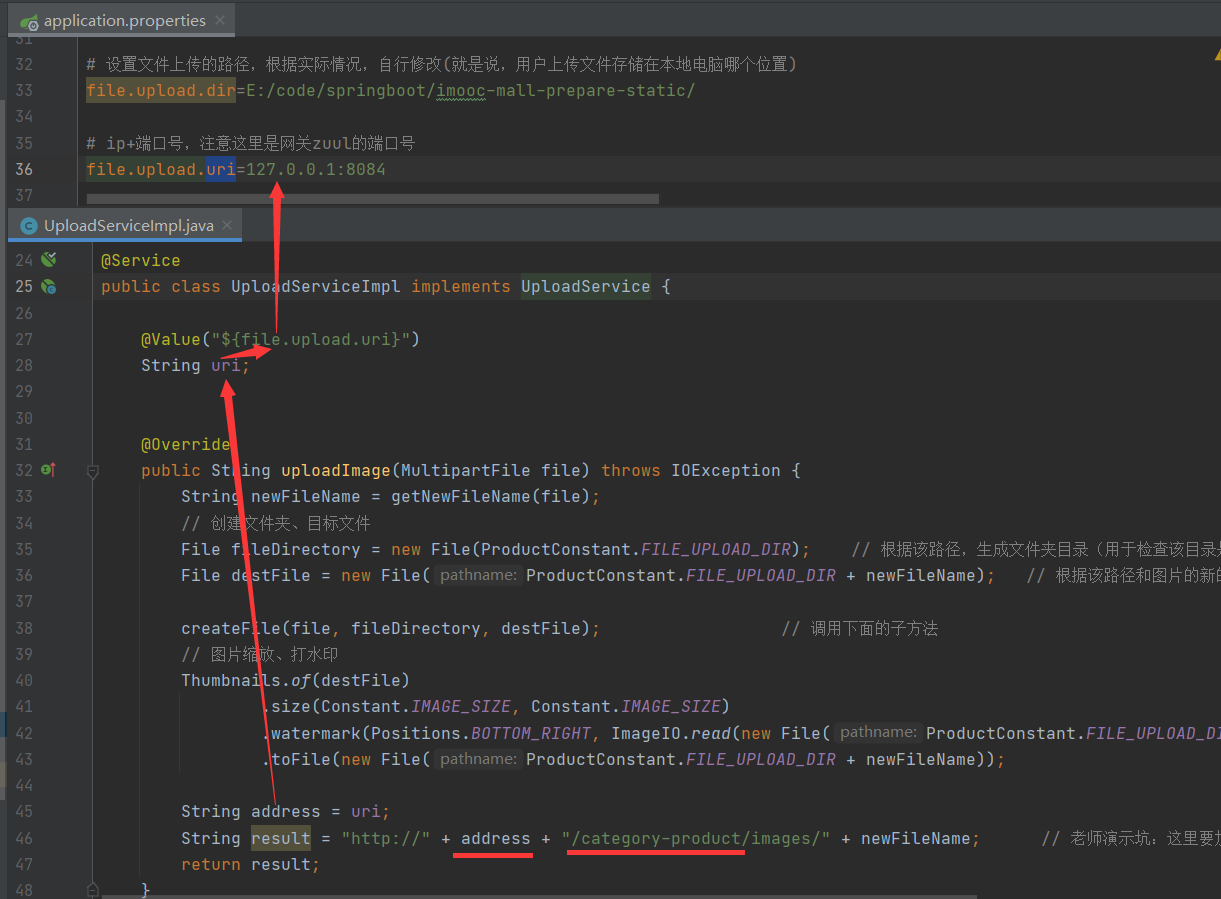 application.properties
31
32 # 设置文件上传的路径，根据实际情况，自行修改(就是说，用户上传文件存储在本地电脑哪个位置)
33 file.upload.dir=E:/code/springboot/imooc-mall-prepare-static/
34
35 # ip+端口号，注意这里是网关zuul的端口号
36 file.upload.uri=127.0.0.1:8084
37
UploadServiceImpl.java
24 @Service
25 public class UploadServiceImpl implements UploadService {
26
27 @Value("${file.upload.uri}")
28 String uri;
29
30
31 @Override
32 public String uploadImage(MultipartFile file) throws IOException {
33 String newFileName = getNewFileName(file);
34 // 创建文件夹、目标文件
35 File fileDirectory = new File(ProductConstant.FILE_UPLOAD_DIR); // 根据该路径，生成文件夹目录（用于检查该目录
36 File destFile = new File( pathname: ProductConstant.FILE_UPLOAD_DIR + newFileName); // 根据该路径和图片的新
37
38 createFile(file, fileDirectory, destFile); // 调用下面的子方法
39 // 图片缩放、打水印
40 Thumbnails.of(destFile)
41 .size(Constant.IMAGE_SIZE, Constant.IMAGE_SIZE)
42 .watermark(Positions.BOTTOM_RIGHT, ImageIO.read(new File( pathname: ProductConstant.FILE_UPLOAD_DI
43 .toFile(new File( pathname: ProductConstant.FILE_UPLOAD_DIR + newFileName));
44
45 String address = uri;
46 String result = "http://" + address + "/category-product/images/" + newFileName; // 老师演示坑：这里要
47 return result;
48 }